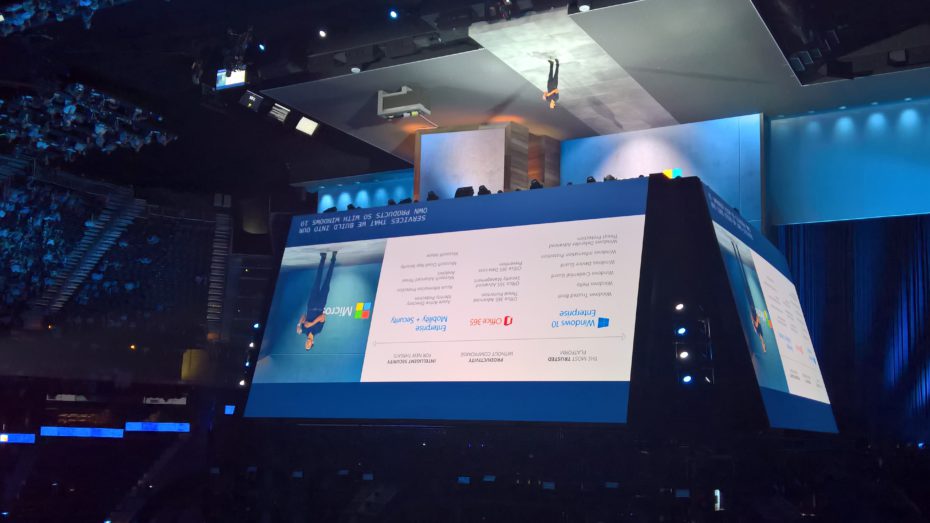 THE MOST TRUSTED
PLATFORM
PRODUCTIVITY
WITHOUT COMPROMISE
INTELLIGENT SECURITY
FOR NEW THREATS
Windows 10
Enterprise
Office 365
Enterprise
Mobility + Security
Windows Trusted Boot
Windows Hello
Windows Credential Guard
Windows Device Guard
Windows Information Protection
Windows Defender Advanced
Threat Protection
Office 365 Advanced
Threat Protection
Office 365 Advanced
Security Management
Office 365 Data Loss
Prevention
Azure Active Directory
Identity Protection
Azure Information Protection
Microsoft Advanced Threat
Analytics
Microsoft Cloud App Security
Microsoft Intune
Micros
SERVICES THAT WE BUILD INTO OUR
OWN PRODUCTS SO WITH WINDOWS 10